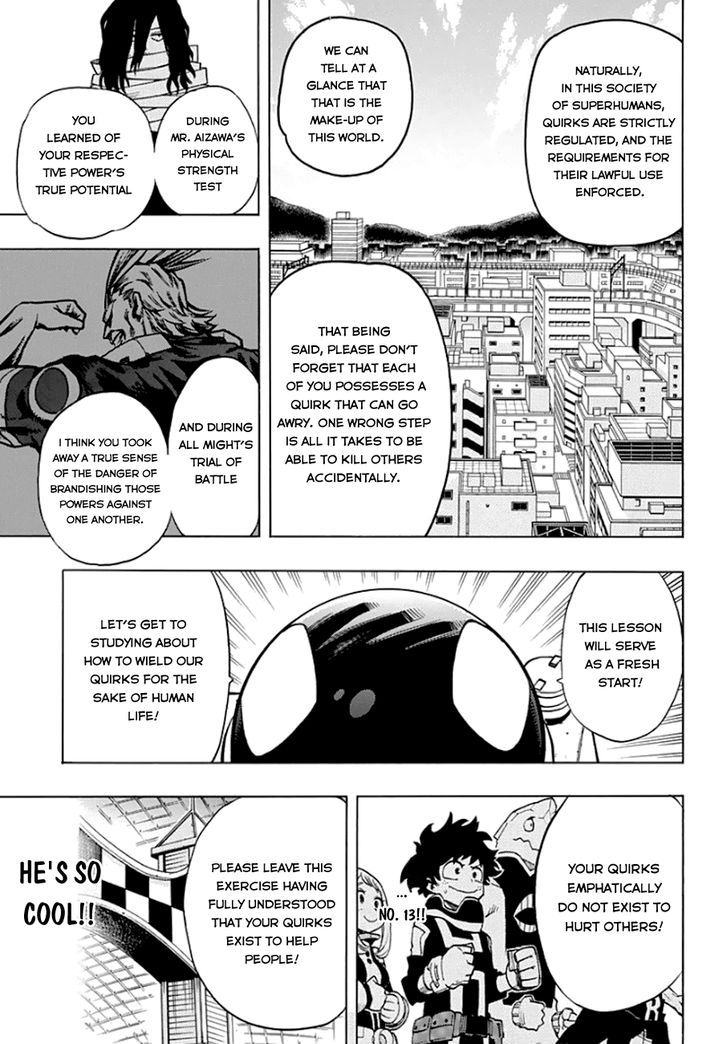 NATURALLY,
IN THIS SOCIETY
OF SUPERHUMANS,
QUIRKS ARE STRICTLY
REGULATED, AND THE
REQUIREMENTS FOR
THEIR LAWFUL USE
ENFORCED.
WE CAN
TELL AT A
GLANCE THAT
THAT IS THE
MAKE-UP OF
THIS WORLD.
THAT BEING
SAID, PLEASE DON'T
FORGET THAT EACH
OF YOU POSSESSES A
QUIRK THAT CAN GO
AWRY. ONE WRONG STEP
IS ALL IT TAKES TO BE
ABLE TO KILL OTHERS
ACCIDENTALLY.
DURING
MR. AIZAWA'S
PHYSICAL
STRENGTH
TEST
YOU
LEARNED OF
YOUR RESPEC-
TIVE POWER'S
TRUE POTENTIAL
AND DURING
ALL MIGHT'S
TRIAL OF
BATTLE
I THINK YOU TOOK
AWAY A TRUE SENSE
OF THE DANGER OF
BRANDISHING THOSE
POWERS AGAINST
ONE ANOTHER.
THIS LESSON
WILL SERVE
AS A FRESH
START!
LET'S GET TO
STUDYING ABOUT
HOW TO WIELD OUR
QUIRKS FOR THE
SAKE OF HUMAN
LIFE!
YOUR QUIRKS
EMPHATICALLY
DO NOT EXIST TO
HURT OTHERS!
...
NO. 13!!
PLEASE LEAVE THIS
EXERCISE HAVING
FULLY UNDERSTOOD
THAT YOUR QUIRKS
EXIST TO HELP
PEOPLE!
HE'S SO
COOL!!